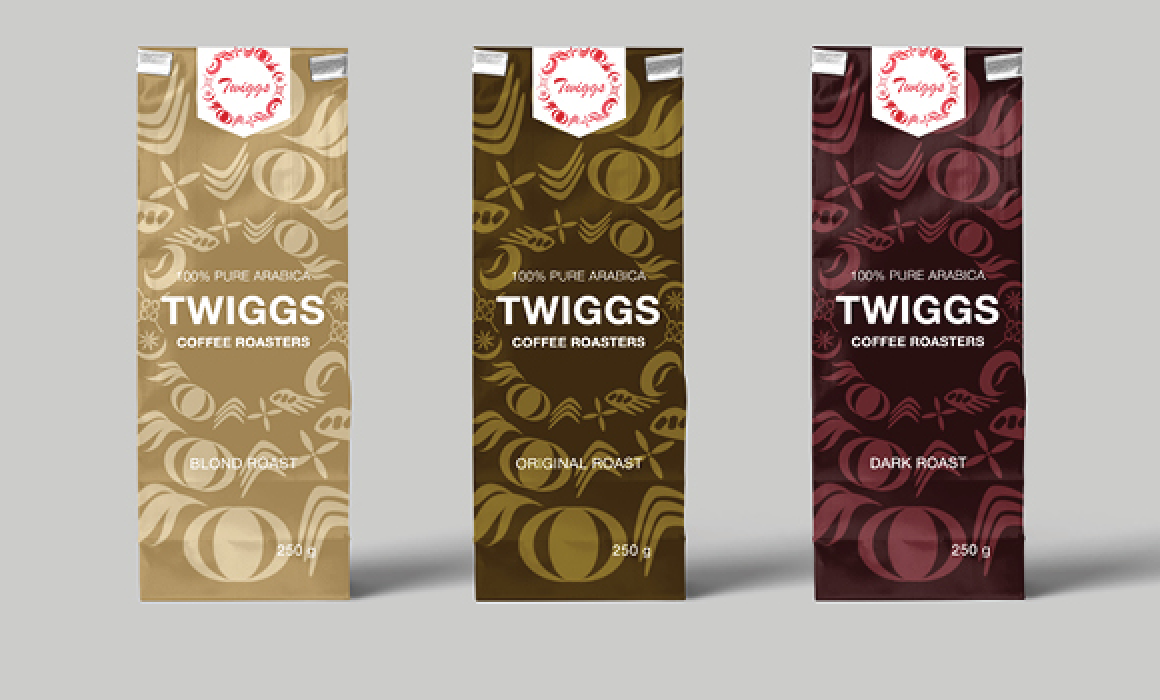 Twiggs
100% PURE ARABICA
TWIGGS
COFFEE ROASTERS
BLOND ROAST
250 g
Twiggs
100% PURE ARABICA
TWIGGS
COFFEE ROASTERS
ORIGINAL ROAST
250 g
Twiggs
100% PURE ARABICA
TWIGGS
COFFEE ROASTERS
DARK ROAST
250 g